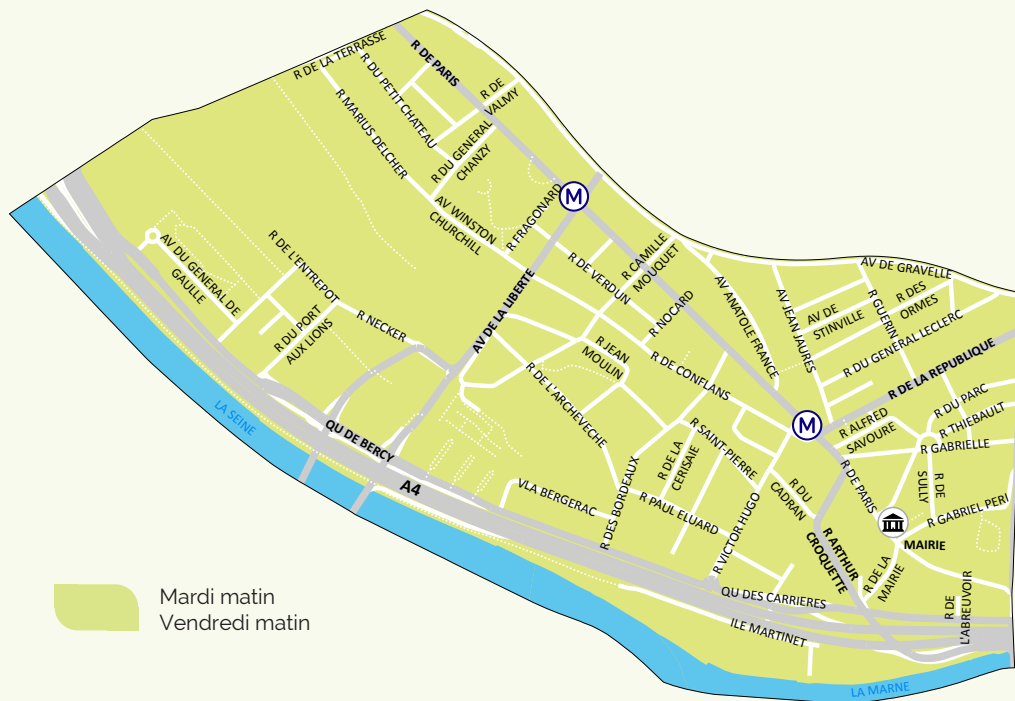 R DE LA TERRASSE
R DE PARIS
R DU PETIT CHATEAU
R DE
VALMY
R MARIUS DELCHER
R DU GENERAL
CHANZY
M
R FRAGONARD
AV WINSTON
CHURCHILL
R CAMILLE
MOUQUET
R DE VERDUN
AV DU GENERAL DE
GAULLE
R DE L'ENTREPOT
R DU PORT
AUX LIONS
R NECKER
AV DE LA LIBERTE
R NOCARD
AV ANATOLE FRANCE
AV DE GRAVELLE
AV JEAN JAURES
R GUERIN
R DES
ORMES
AV DE
STINVILLE
R DU GENERAL LECLERC
R DE LA REPUBLIQUE
R JEAN
MOULIN
R DE CONFLANS
R DE L'ARCHEVECHE
M
R DU PARC
R ALFRED
SAVOURE
R THIEBAULT
R GABRIELLE
LA SEINE
QU DE BERCY
A4
R SAINT-PIERRE
R DE LA
CERISAIE
R DES BORDEAUX
VLA BERGERAC
R PAUL ELUARD
R VICTOR HUGO
R DU
CADRAN
R DE PARIS
R DE
SULLY
R GABRIEL PERI
MAIRIE
R ARTHUR
CROQUETTE
R DE LA
MAIRIE
QU DES CARRIERES
R DE
L'ABREUVOIR
ILE MARTINET
LA MARNE
Mardi matin
Vendredi matin